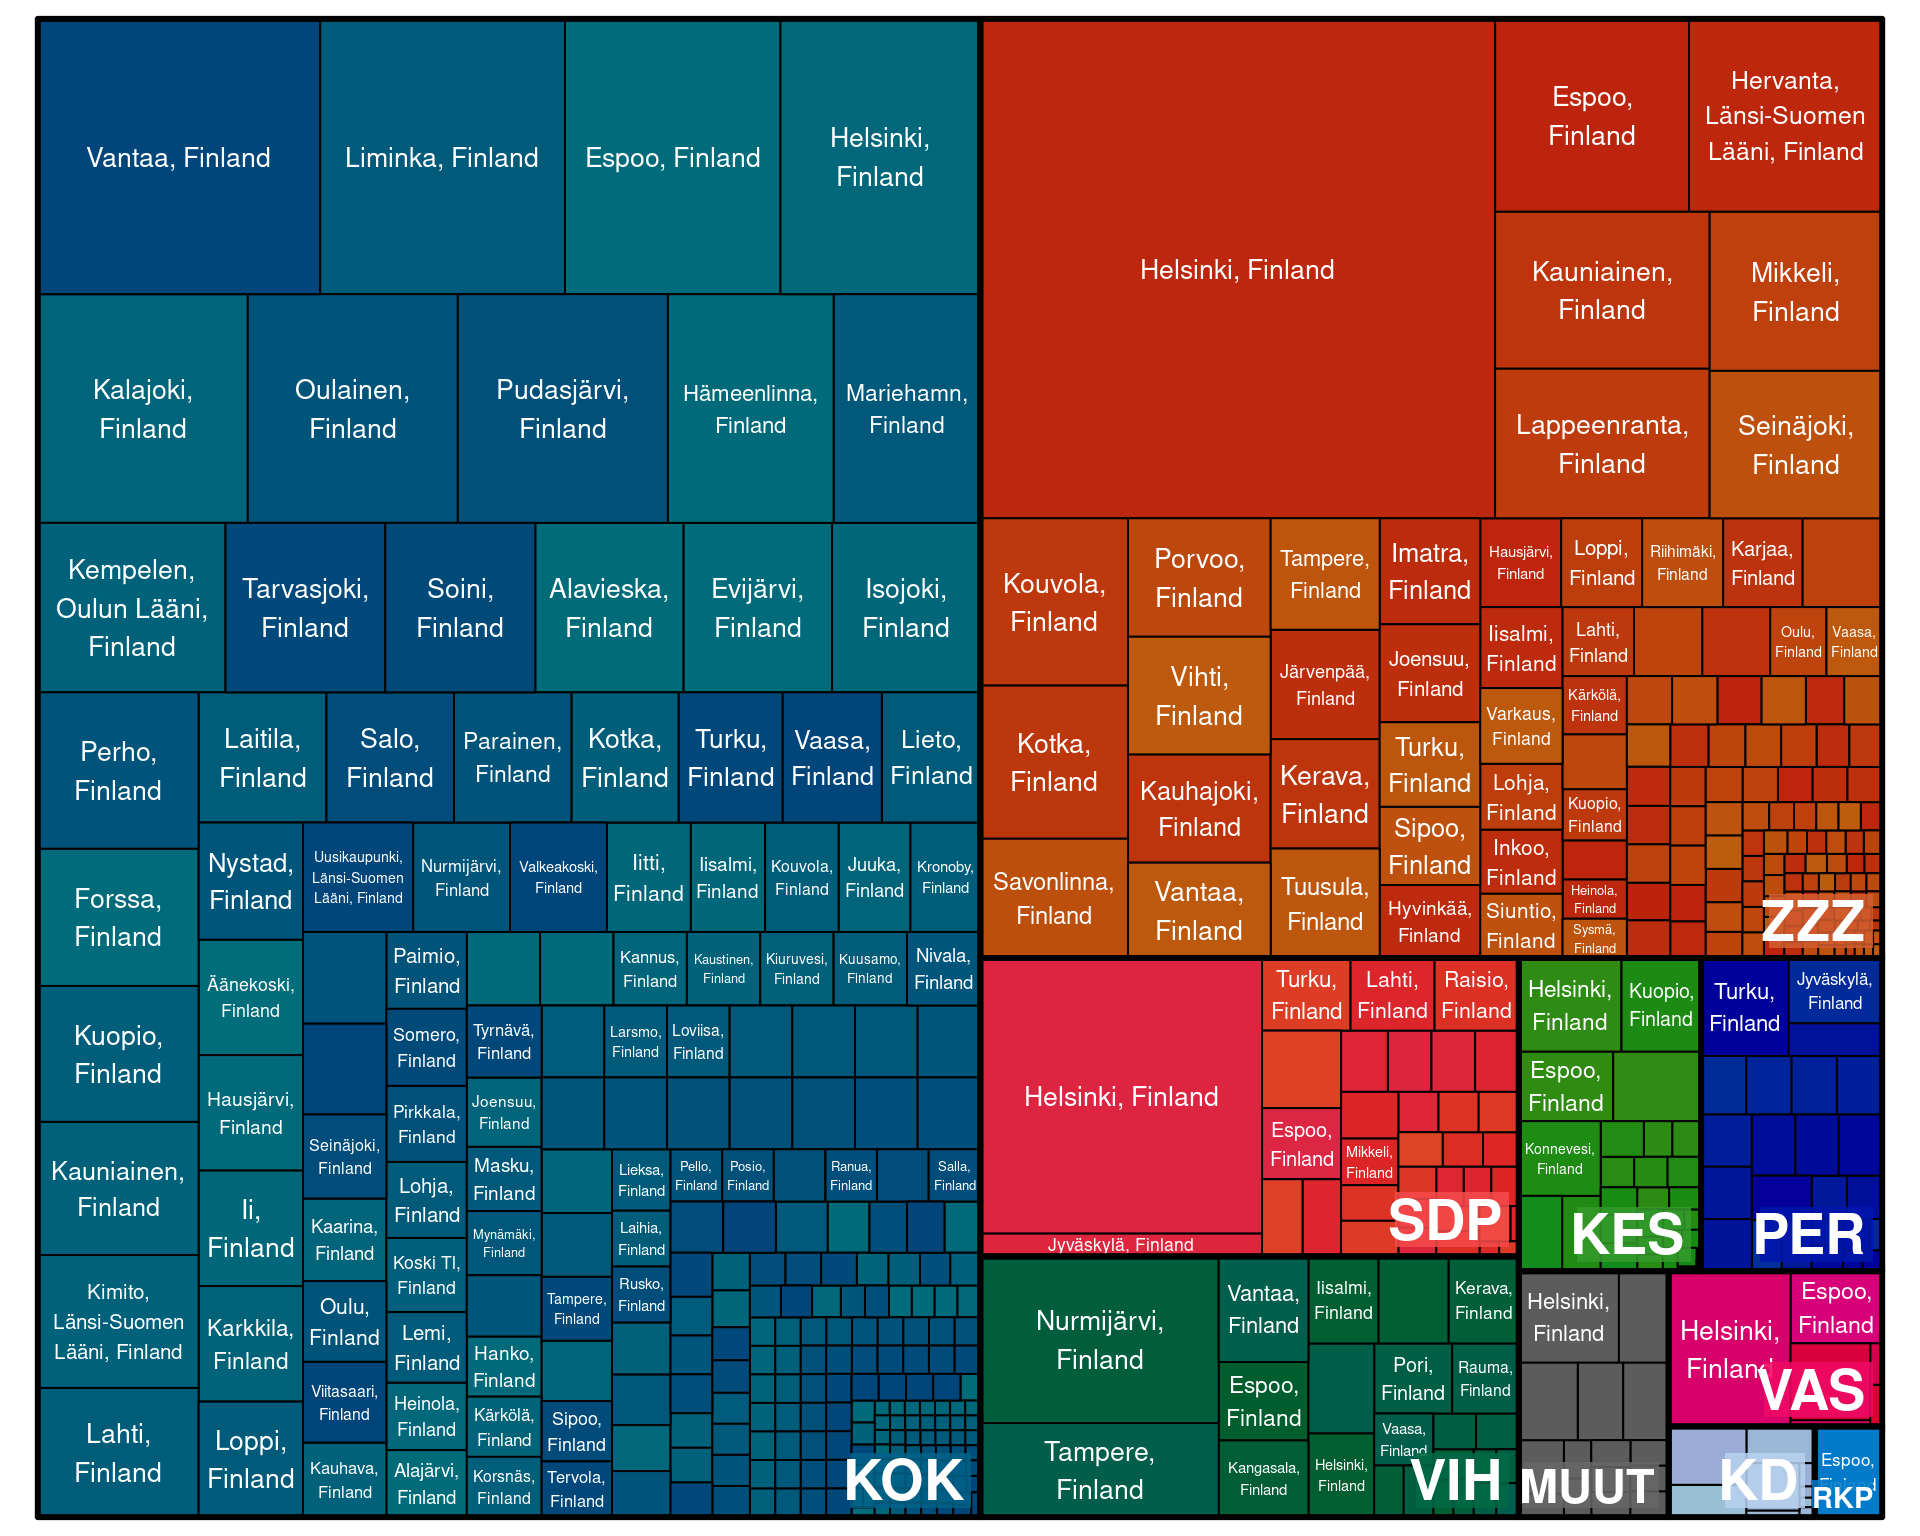 Vantaa, Finland
Liminka, Finland
Espoo, Finland
Helsinki,
Finland
Kalajoki,
Finland
Oulainen,
Finland
Pudasjärvi,
Finland
Hämeenlinna,
Finland
Mariehamn,
Finland
Kempelen,
Oulun Lääni,
Finland
Tarvasjoki,
Finland
Soini,
Finland
Alavieska,
Finland
Evijärvi,
Finland
Isojoki,
Finland
Perho,
Finland
Forssa,
Finland
Kuopio,
Finland
Kauniainen,
Finland
Kimito,
Länsi-Suomen
Lääni, Finland
Lahti,
Finland
Laitila,
Finland
Salo,
Finland
Parainen,
Finland
Kotka,
Finland
Turku,
Finland
Vaasa,
Finland
Lieto,
Finland
Nystad,
Finland
Äänekoski,
Finland
Hausjärvi,
Finland
Ii,
Finland
Karkkila,
Finland
Loppi,
Finland
Uusikaupunki,
Länsi-Suomen
Lääni, Finland
Nurmijärvi,
Finland
Valkeakoski,
Finland
Iitti,
Finland
Iisalmi,
Finland
Kouvola,
Finland
Juuka,
Finland
Kronoby,
Finland
Seinäjoki,
Finland
Kaarina,
Finland
Oulu,
Finland
Viitasaari,
Finland
Kauhava,
Finland
Paimio,
Finland
Somero,
Finland
Pirkkala,
Finland
Lohja,
Finland
Koski Tl,
Finland
Lemi,
Finland
Heinola,
Finland
Alajärvi,
Finland
Kannus,
Finland
Kaustinen,
Finland
Kiuruvesi,
Finland
Kuusamo,
Finland
Nivala,
Finland
Tyrnävä,
Finland
Joensuu,
Finland
Masku,
Finland
Mynämäki,
Finland
Hanko,
Finland
Kärkölä,
Finland
Korsnäs,
Finland
Larsmo,
Finland
Loviisa,
Finland
Tampere,
Finland
Sipoo,
Finland
Tervola,
Finland
Lieksa,
Finland
Laihia,
Finland
Rusko,
Finland
Pello,
Finland
Posio,
Finland
Ranua,
Finland
Salla,
Finland
KOK
Helsinki, Finland
Espoo,
Finland
Hervanta,
Länsi-Suomen
Lääni, Finland
Kauniainen,
Finland
Mikkeli,
Finland
Lappeenranta,
Finland
Seinäjoki,
Finland
Kouvola,
Finland
Kotka,
Finland
Savonlinna,
Finland
Porvoo,
Finland
Vihti,
Finland
Kauhajoki,
Finland
Vantaa,
Finland
Tampere,
Finland
Järvenpää,
Finland
Kerava,
Finland
Tuusula,
Finland
Imatra,
Finland
Joensuu,
Finland
Turku,
Finland
Sipoo,
Finland
Hyvinkää,
Finland
Hausjärvi,
Finland
Loppi,
Finland
Riihimäki,
Finland
Karjaa,
Finland
Iisalmi,
Finland
Varkaus,
Finland
Lohja,
Finland
Inkoo,
Finland
Siuntio,
Finland
Lahti,
Finland
Oulu,
Finland
Vaasa,
Finland
Kärkölä,
Finland
Kuopio,
Finland
Heinola,
Finland
Sysmä,
Finland
ZZZ
Helsinki, Finland
Jyväskylä, Finland
Turku,
Finland
Lahti,
Finland
Raisio,
Finland
Espoo,
Finland
Mikkeli,
Finland
SDP
Helsinki,
Finland
Kuopio,
Finland
Espoo,
Finland
Konnevesi,
Finland
KES
Turku,
Finland
Jyväskylä,
Finland
PER
Nurmijärvi,
Finland
Tampere,
Finland
Vantaa,
Finland
Espoo,
Finland
Kangasala,
Finland
Iisalmi,
Finland
Kerava,
Finland
Pori,
Finland
Rauma,
Finland
Vaasa,
Finland
Helsinki,
Finland
VIH
Helsinki,
Finland
MUUT
Helsinki,
Finland
Espoo,
Finland
VAS
KD
Espoo,
RKP